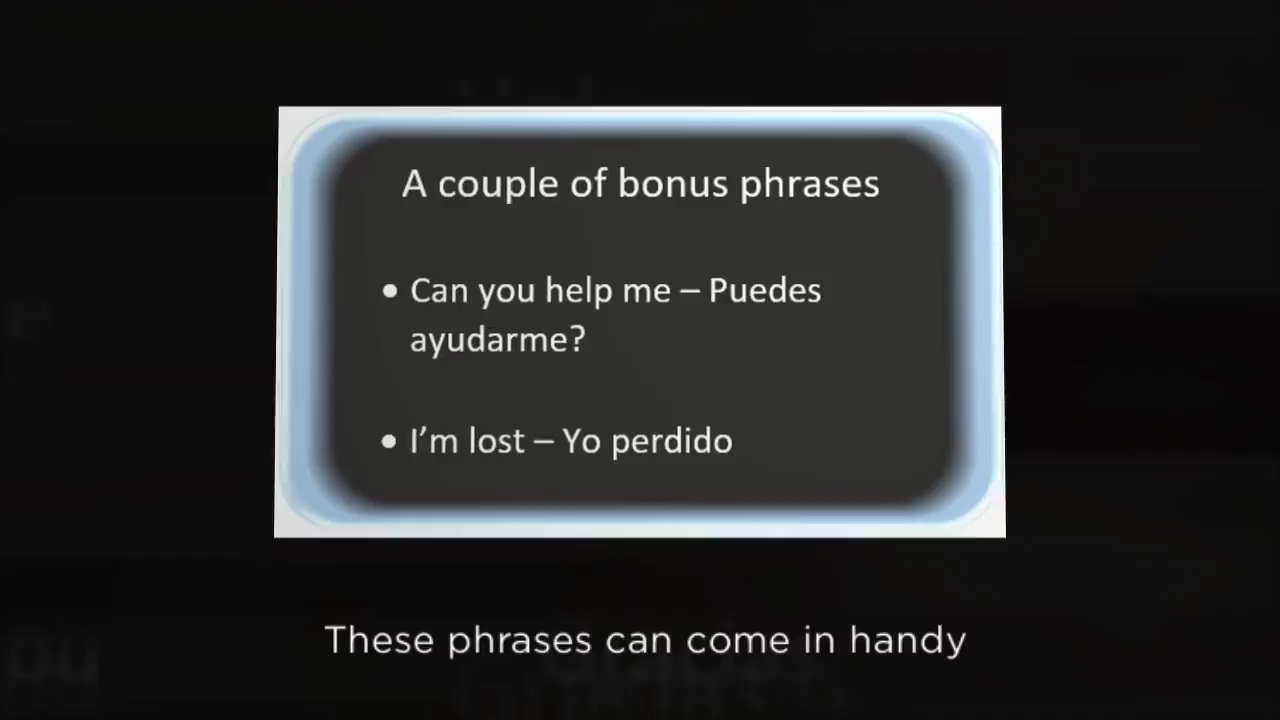 A couple of bonus phrases
• Can you help me – Puedes
ayudarme?
• I'm lost – Yo perdido
These phrases can come in handy